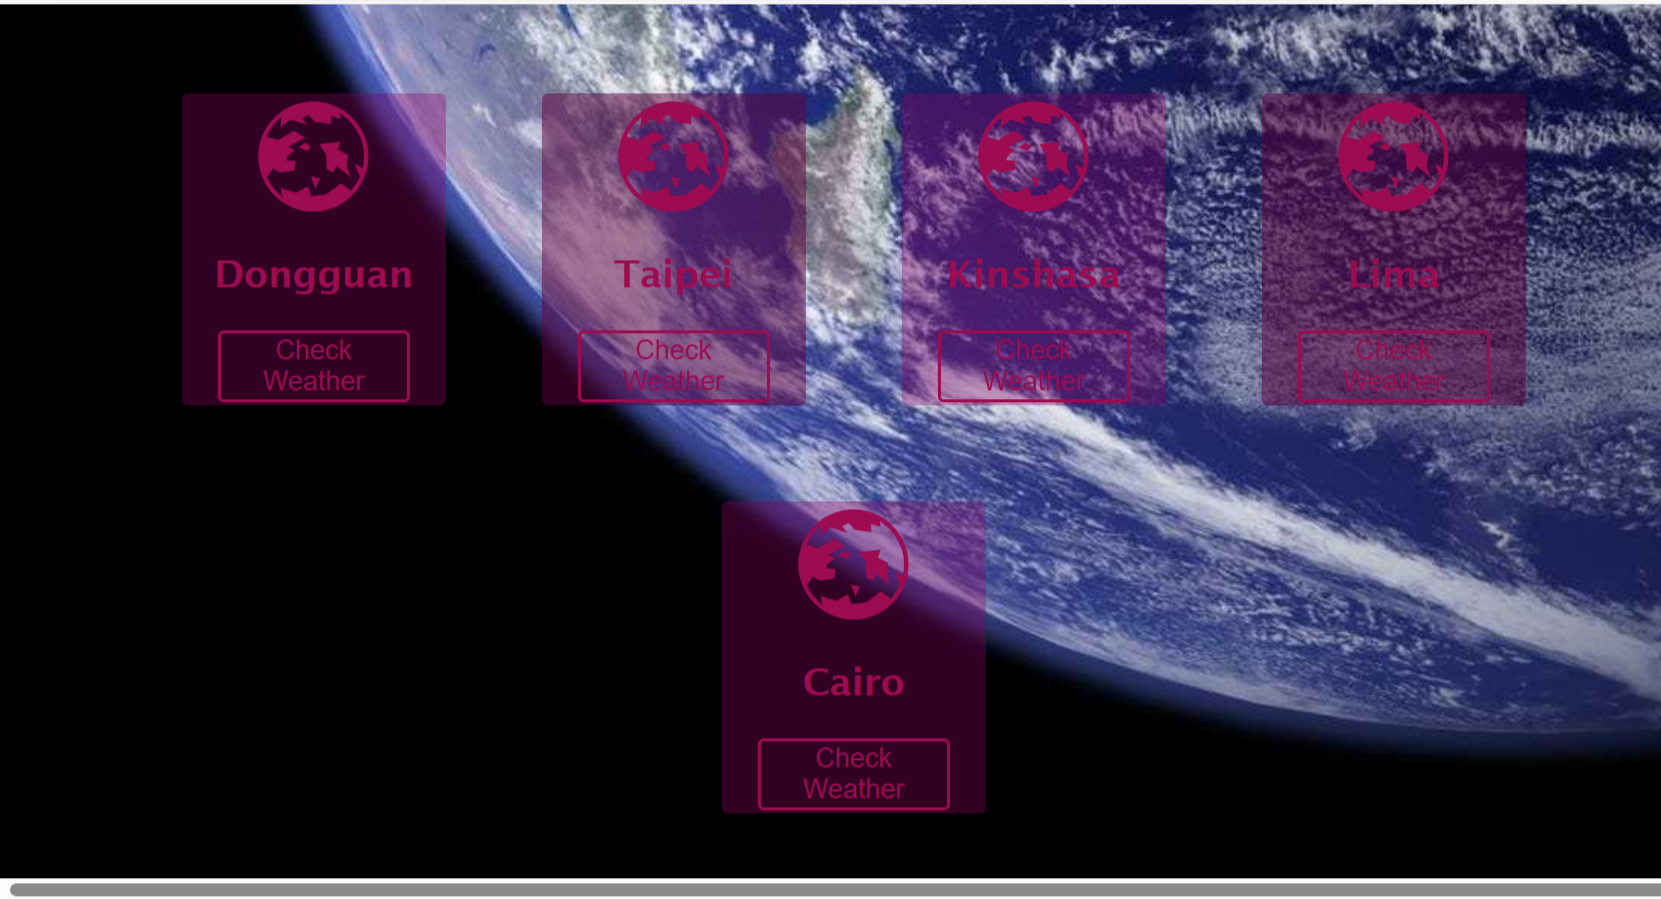 Dongguan
Check
Weather
Taipei
Check
Weather
Kinshasa
Check
Weather
Lima
Check
Weather
Cairo
Check
Weather